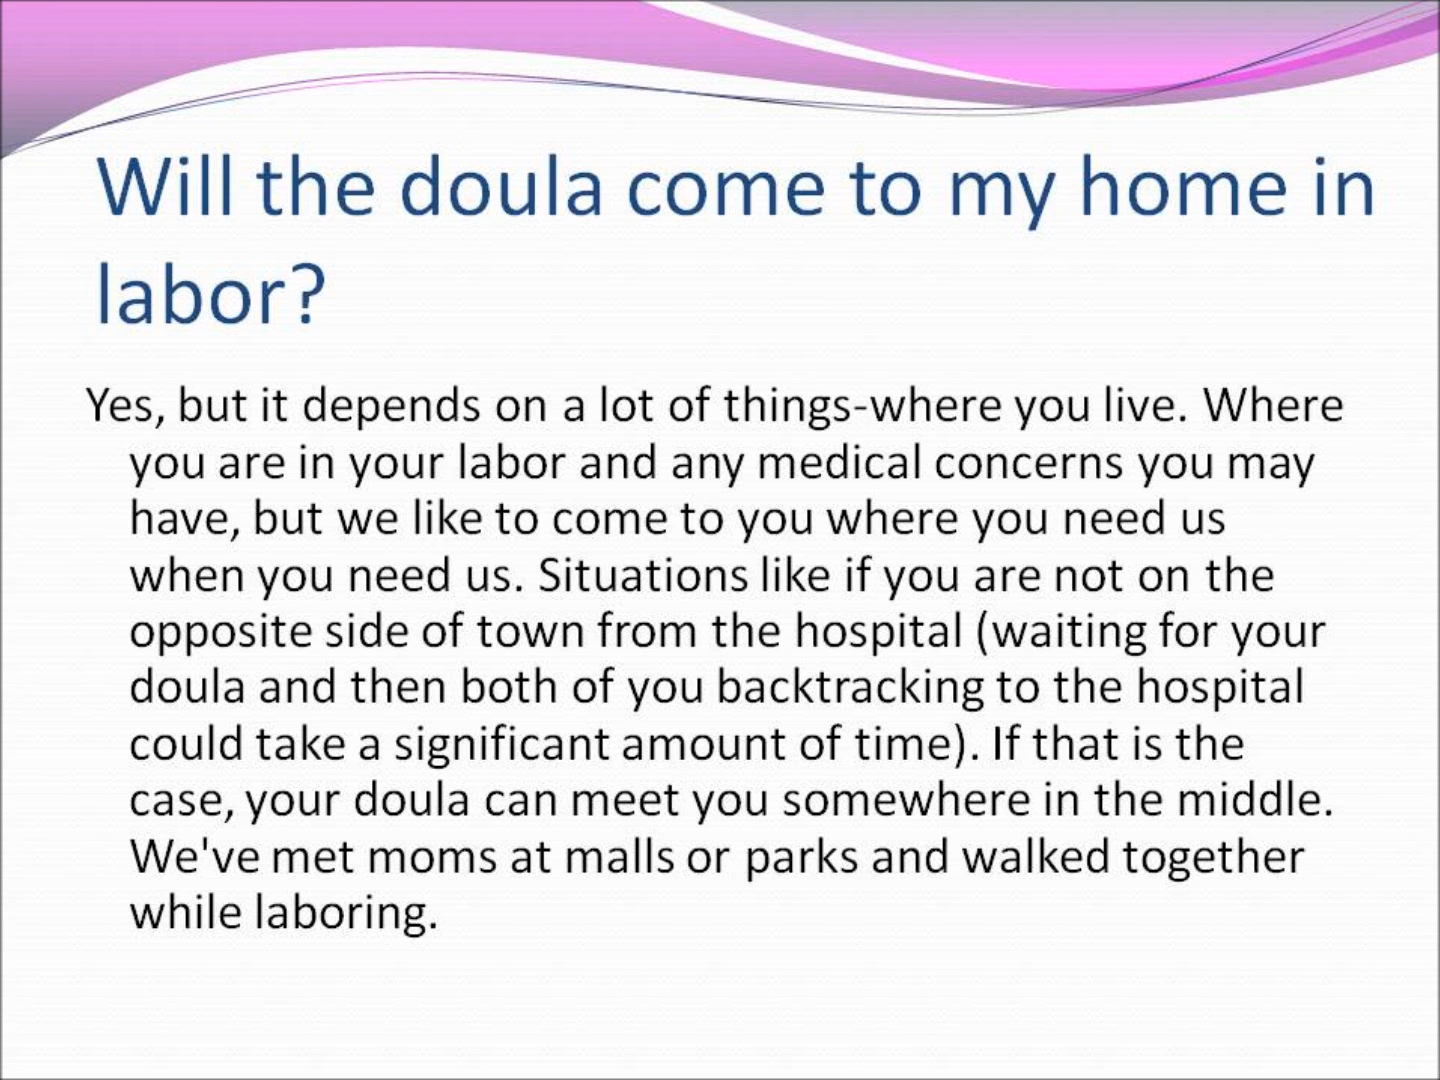 Will the doula come to my home in
labor?
Yes, but it depends on a lot of things-where you live. Where
you are in your labor and any medical concerns you may
have, but we like to come to you where you need us
when you need us. Situations like if you are not on the
opposite side of town from the hospital (waiting for your
doula and then both of you backtracking to the hospital
could take a significant amount of time). If that is the
case, your doula can meet you somewhere in the middle.
We've met moms at malls or parks and walked together
while laboring.